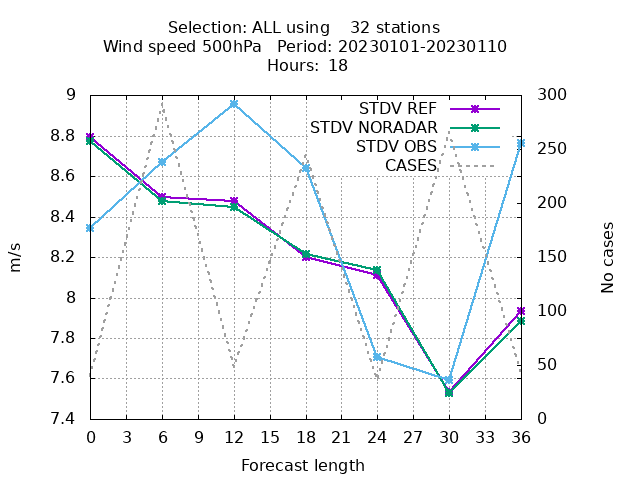 Selection: ALL using    32 stations
Wind speed 500hPa   Period: 20230101-20230110
Hours:  18
9
8.8
8.6
8.4
8.2
8
7.8
7.6
7.4
m/s
300
250
200
150
100
50
0
No cases
STDV REF
STDV NORADAR
STDV OBS
CASES
0 3 6 9 12 15 18 21 24 27 30 33 36
Forecast length